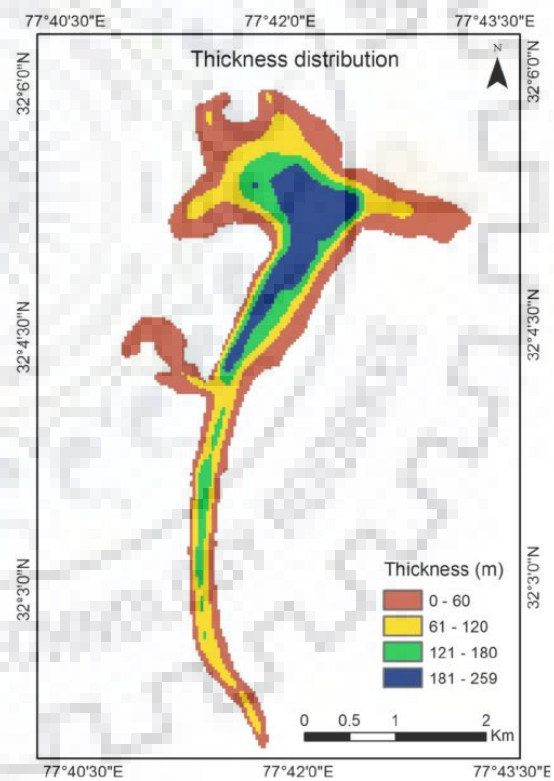 77°40'30"E 77°42'0"E 77°43'30"E
Thickness distribution
N
32°6'0"N 32°6'0"N
32°4'30"N 32°4'30"N
32°3'0"N 32°3'0"N
Thickness (m)
0 - 60
61 - 120
121 - 180
181 - 259
0 0.5 1 2
Km
77°40'30"E 77°42'0"E 77°43'30"E